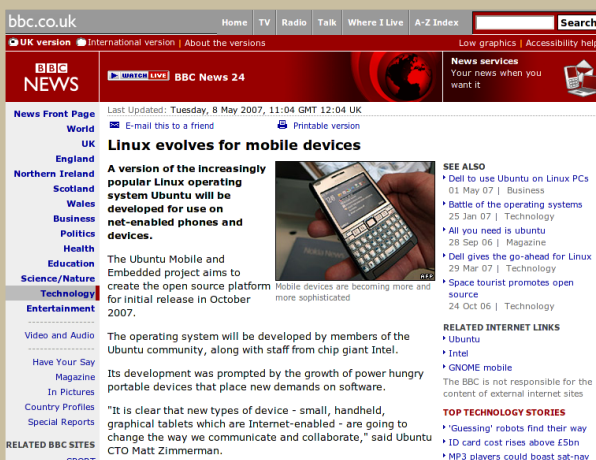 bbc.co.uk
Home TV Radio Talk Where I Live A-Z Index Search
UK version International version | About the versions
Low graphics | Accessibility help
BBC
NEWS
WATCH LIVE BBC News 24
News services
Your news when you
want it
News Front Page
World
UK
England
Northern Ireland
Scotland
Wales
Business
Politics
Health
Education
Science/Nature
Technology
Entertainment
Video and Audio
Have Your Say
Magazine
In Pictures
Country Profiles
Special Reports
RELATED BBC SITES
SPORT
Last Updated: Tuesday, 8 May 2007, 11:04 GMT 12:04 UK
E-mail this to a friend Printable version
Linux evolves for mobile devices
A version of the increasingly
popular Linux operating
system Ubuntu will be
developed for use on
net-enabled phones and
devices.
The Ubuntu Mobile and
Embedded project aims to
create the open source platform
for initial release in October
2007.
AFP
Mobile devices are becoming more and
more sophisticated
The operating system will be developed by members of the
Ubuntu community, along with staff from chip giant Intel.
Its development was prompted by the growth of power hungry
portable devices that place new demands on software.
"It is clear that new types of device - small, handheld,
graphical tablets which are Internet-enabled - are going to
change the way we communicate and collaborate," said Ubuntu
CTO Matt Zimmerman.
SEE ALSO
Dell to use Ubuntu on Linux PCs
01 May 07 | Business
Battle of the operating systems
25 Jan 07 | Technology
All you need is ubuntu
28 Sep 06 | Magazine
Dell gives the go-ahead for Linux
29 Mar 07 | Technology
Space tourist promotes open
source
24 Oct 06 | Technology
RELATED INTERNET LINKS
Ubuntu
Intel
GNOME mobile
The BBC is not responsible for the
content of external internet sites
TOP TECHNOLOGY STORIES
'Guessing' robots find their way
ID card cost rises above £5bn
MP3 players could boast sat-nav